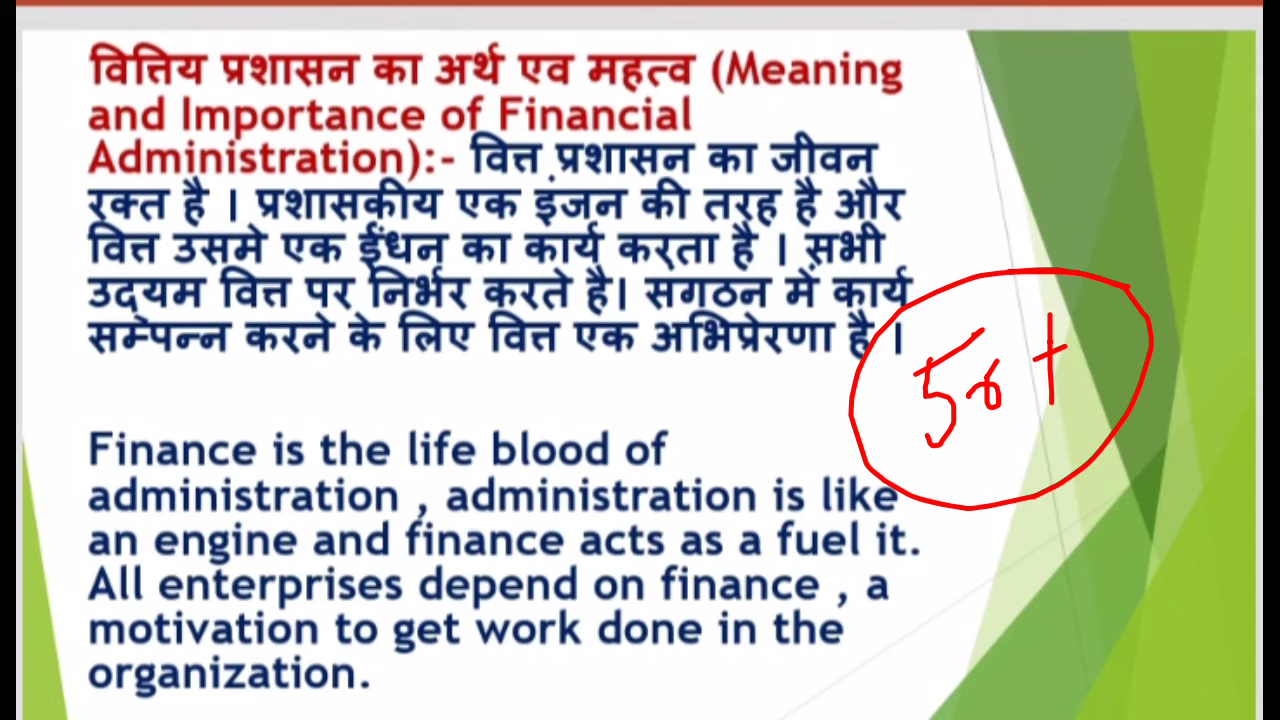 वित्तिय प्रशासन का अर्थ एव महत्व (Meaning
and Importance of Financial
Administration):- वित्त प्रशासन का जीवन
रक्त है । प्रशासकीय एक इंजन की तरह है और
वित्त उसमे एक ईंधन का कार्य करता है । सभी
उद्यम वित्त पर निर्भर करते है। सगठन में कार्य
सम्पन्न करने के लिए वित्त एक अभिप्रेरणा है ।
Finance is the life blood of
administration , administration is like
an engine and finance acts as a fuel it.
All enterprises depend on finance , a
motivation to get work done in the
organization.